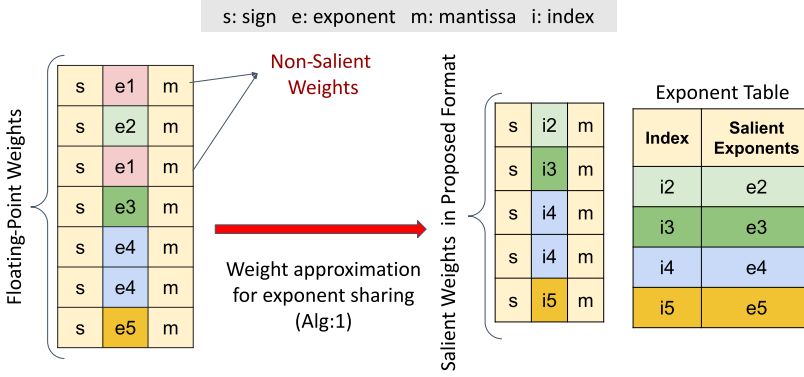 s: sign e: exponent m: mantissa i: index
Floating-Point Weights
s e1 m
s e2 m
s e1 m
s e3 m
s e4 m
s e4 m
s e5 m
Non-Salient
Weights
Weight approximation
for exponent sharing
(Alg:1)
Salient Weights in Proposed Format
s i2 m
s i3 m
s i4 m
s i4 m
s i5 m
Exponent Table
Index Salient
Exponents
i2 e2
i3 e3
i4 e4
i5 e5